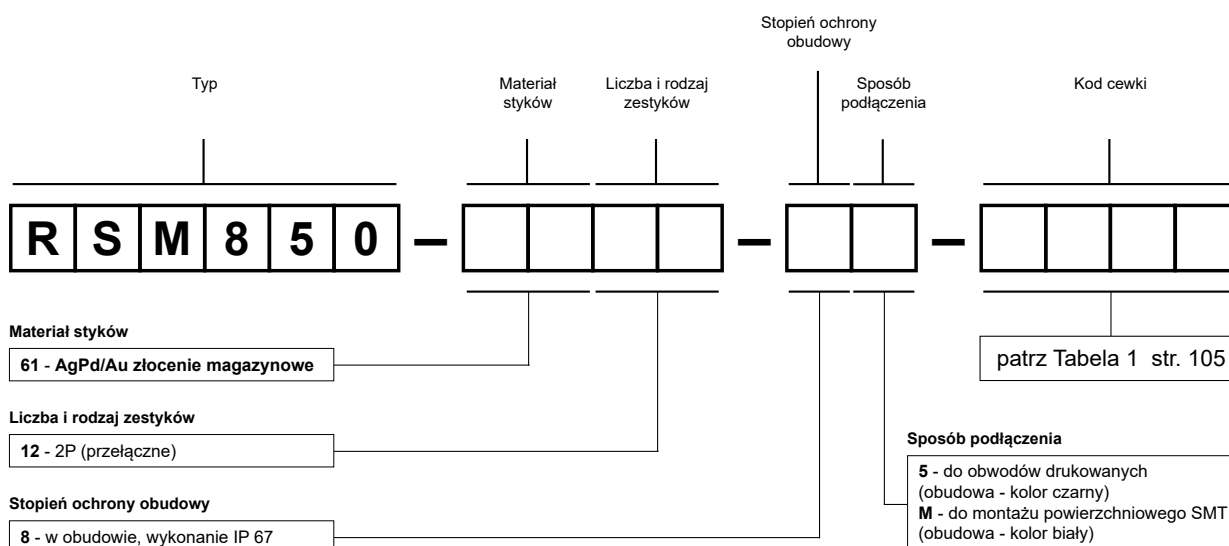 Stopień ochrony
obudowy
Typ
Materiał
styków
Liczba i rodzaj
zestyków
Sposób
podłączenia
Kod cewki
R S M 8 5 0 – – –
Materiał styków
61 - AgPd/Au złocenie magazynowe
patrz Tabela 1 str. 105
Liczba i rodzaj zestyków
12 - 2P (przełączne)
Stopień ochrony obudowy
8 - w obudowie, wykonanie IP 67
Sposób podłączenia
5 - do obwodów drukowanych
(obudowa - kolor czarny)
M - do montażu powierzchniowego SMT
(obudowa - kolor biały)